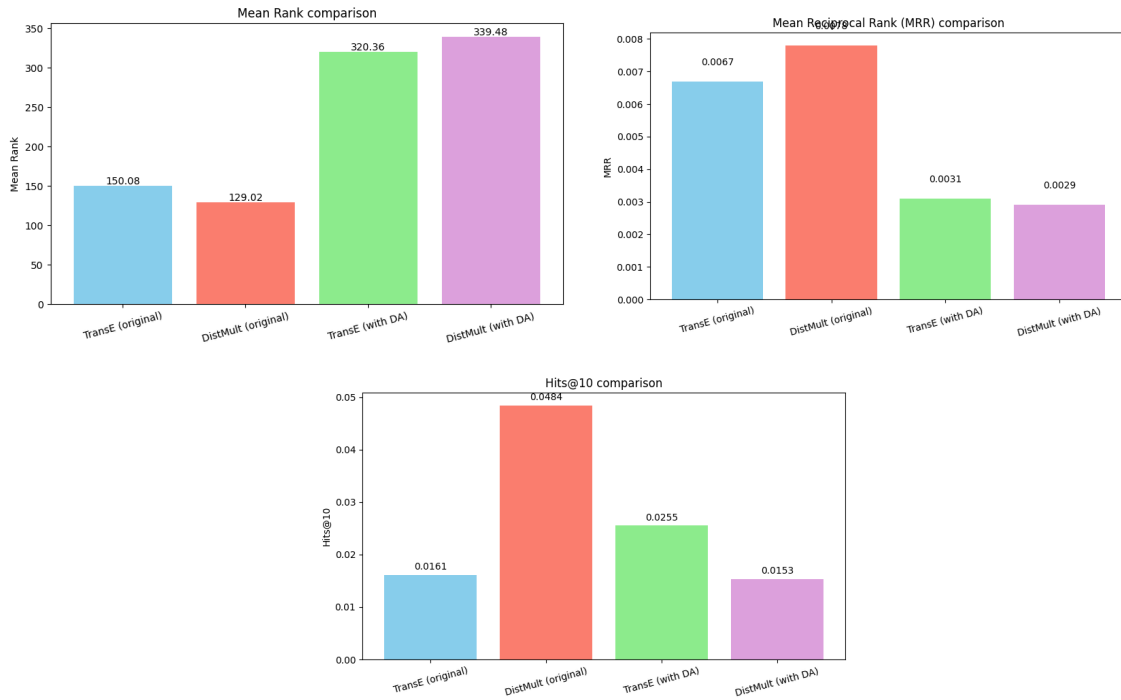 Mean Rank comparison
Mean Rank
350
300
250
200
150
100
50
0
150.08
129.02
320.36
339.48
TransE (original)
DistMult (original)
TransE (with DA)
DistMult (with DA)
Mean Reciprocal Rank (MRR) comparison
MRR
0.008
0.007
0.006
0.005
0.004
0.003
0.002
0.001
0.000
0.0067
0.0078
0.0031
0.0029
TransE (original)
DistMult (original)
TransE (with DA)
DistMult (with DA)
Hits@10 comparison
Hits@10
0.05
0.04
0.03
0.02
0.01
0.00
0.0161
0.0484
0.0255
0.0153
TransE (original)
DistMult (original)
TransE (with DA)
DistMult (with DA)